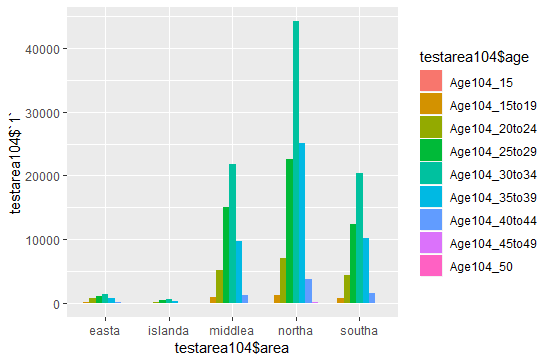 testarea104$`1`
40000
30000
20000
10000
0
easta islanda middlea northa southa
testarea104$area
testarea104$age
Age104_15
Age104_15to19
Age104_20to24
Age104_25to29
Age104_30to34
Age104_35to39
Age104_40to44
Age104_45to49
Age104_50